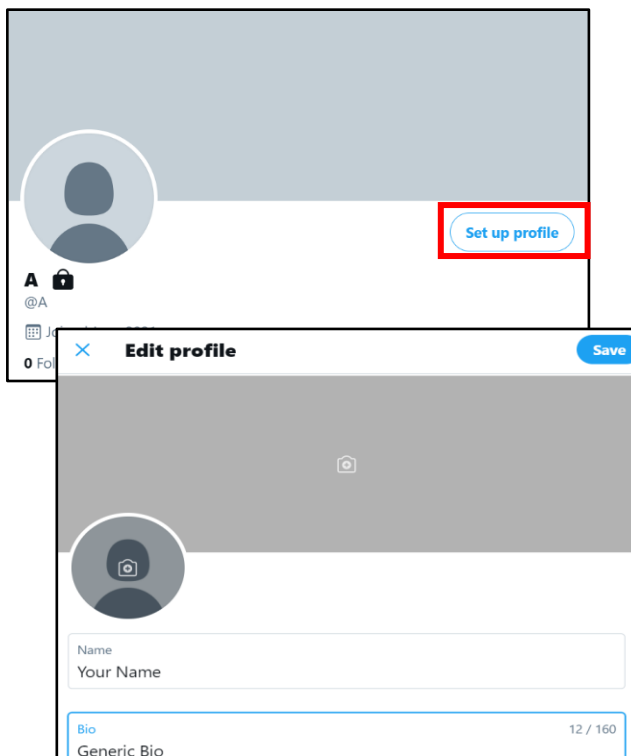 Set up profile
A
@A
0 Fol
Edit profile
Save
Name
Your Name
Bio
12 / 160
Generic Bio